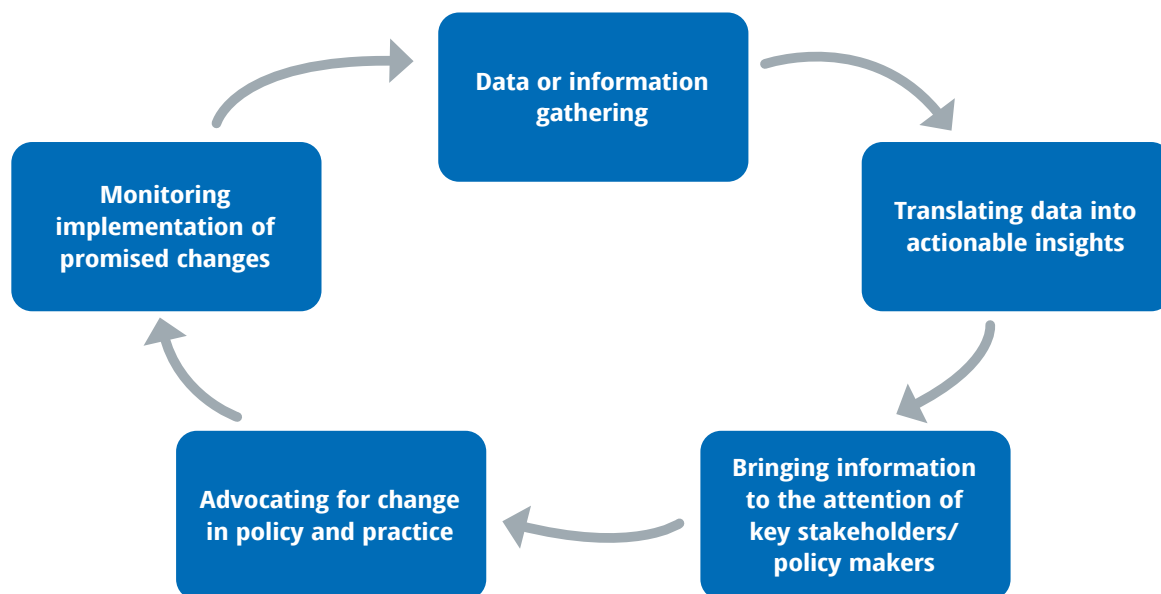 Data or information
gathering
Translating data into
actionable insights
Bringing information
to the attention of
key stakeholders/
policy makers
Advocating for change
in policy and practice
Monitoring
implementation of
promised changes